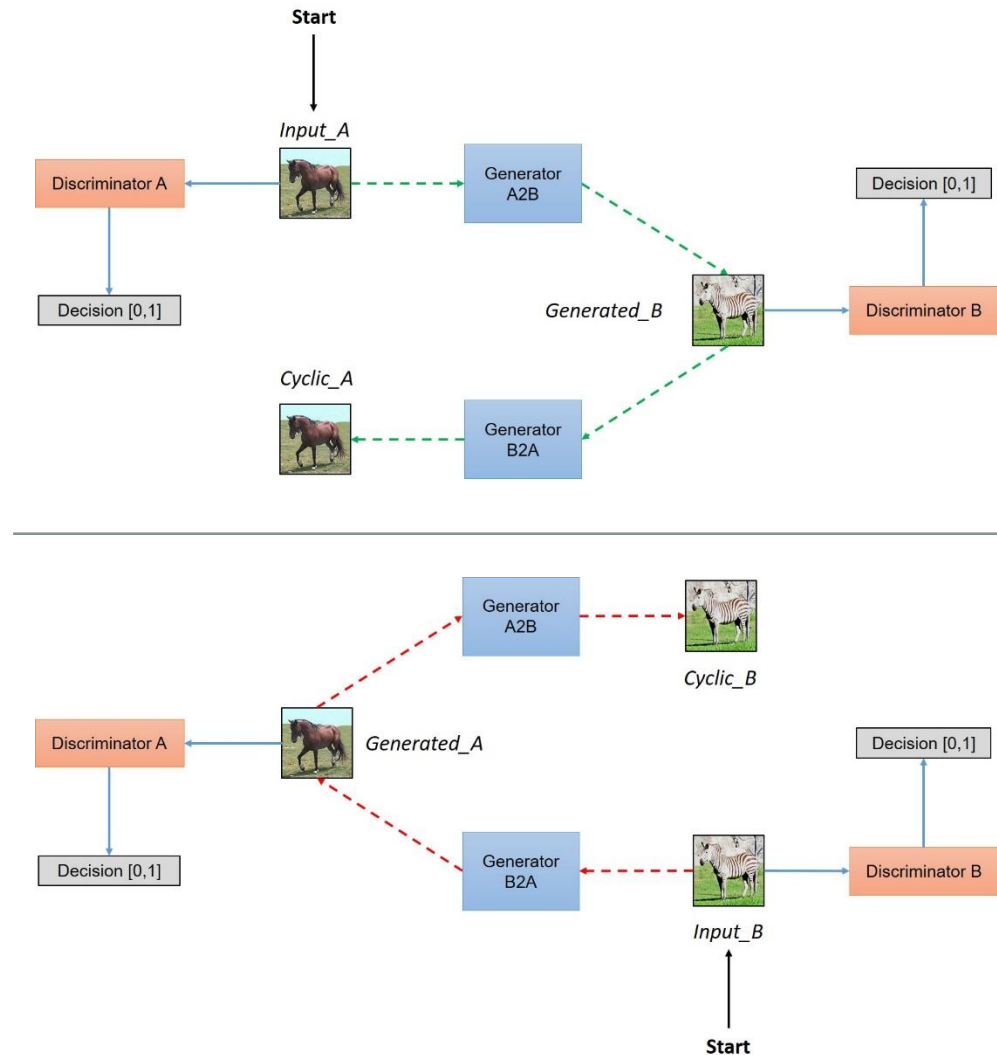 Start
Input_A
Discriminator A
Generator
A2B
Decision [0,1]
Decision [0,1]
Generated_B
Discriminator B
Cyclic_A
Generator
B2A
Generator
A2B
Cyclic_B
Discriminator A
Generated_A
Decision [0,1]
Decision [0,1]
Generator
B2A
Discriminator B
Input_B
Start